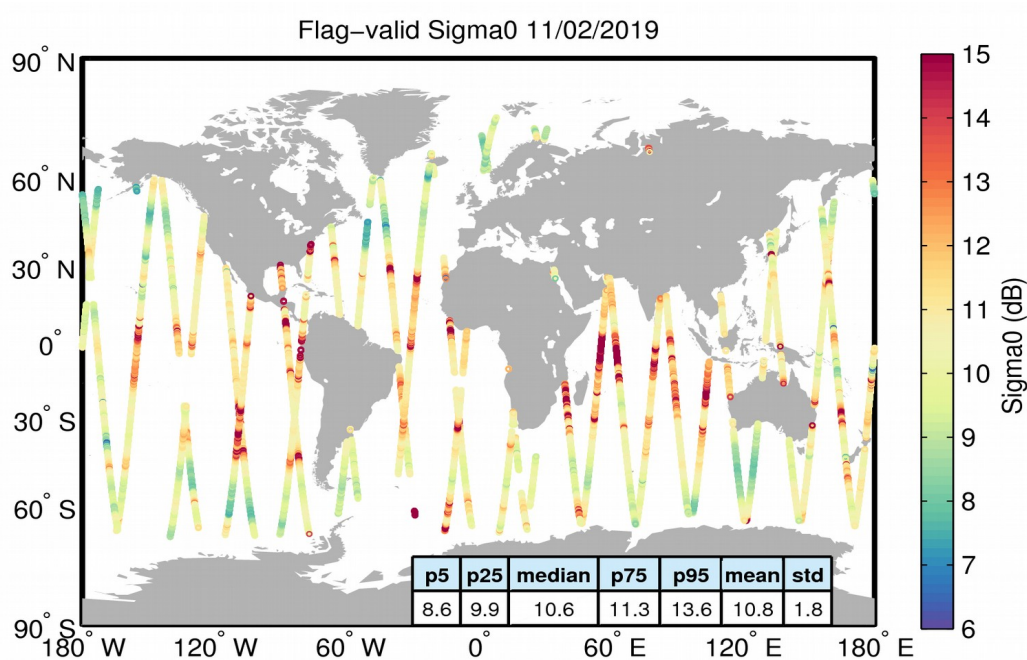 Flag−valid Sigma0 11/02/2019
90° N
60° N
30° N
0°
30° S
60° S
90° S
180° W
120° W
60° W
0°
60° E
120° E
180° E
15
14
13
12
11
10
9
8
7
6
Sigma0 (dB)
p5 p25 median p75 p95 mean std
8.6 9.9 10.6 11.3 13.6 10.8 1.8